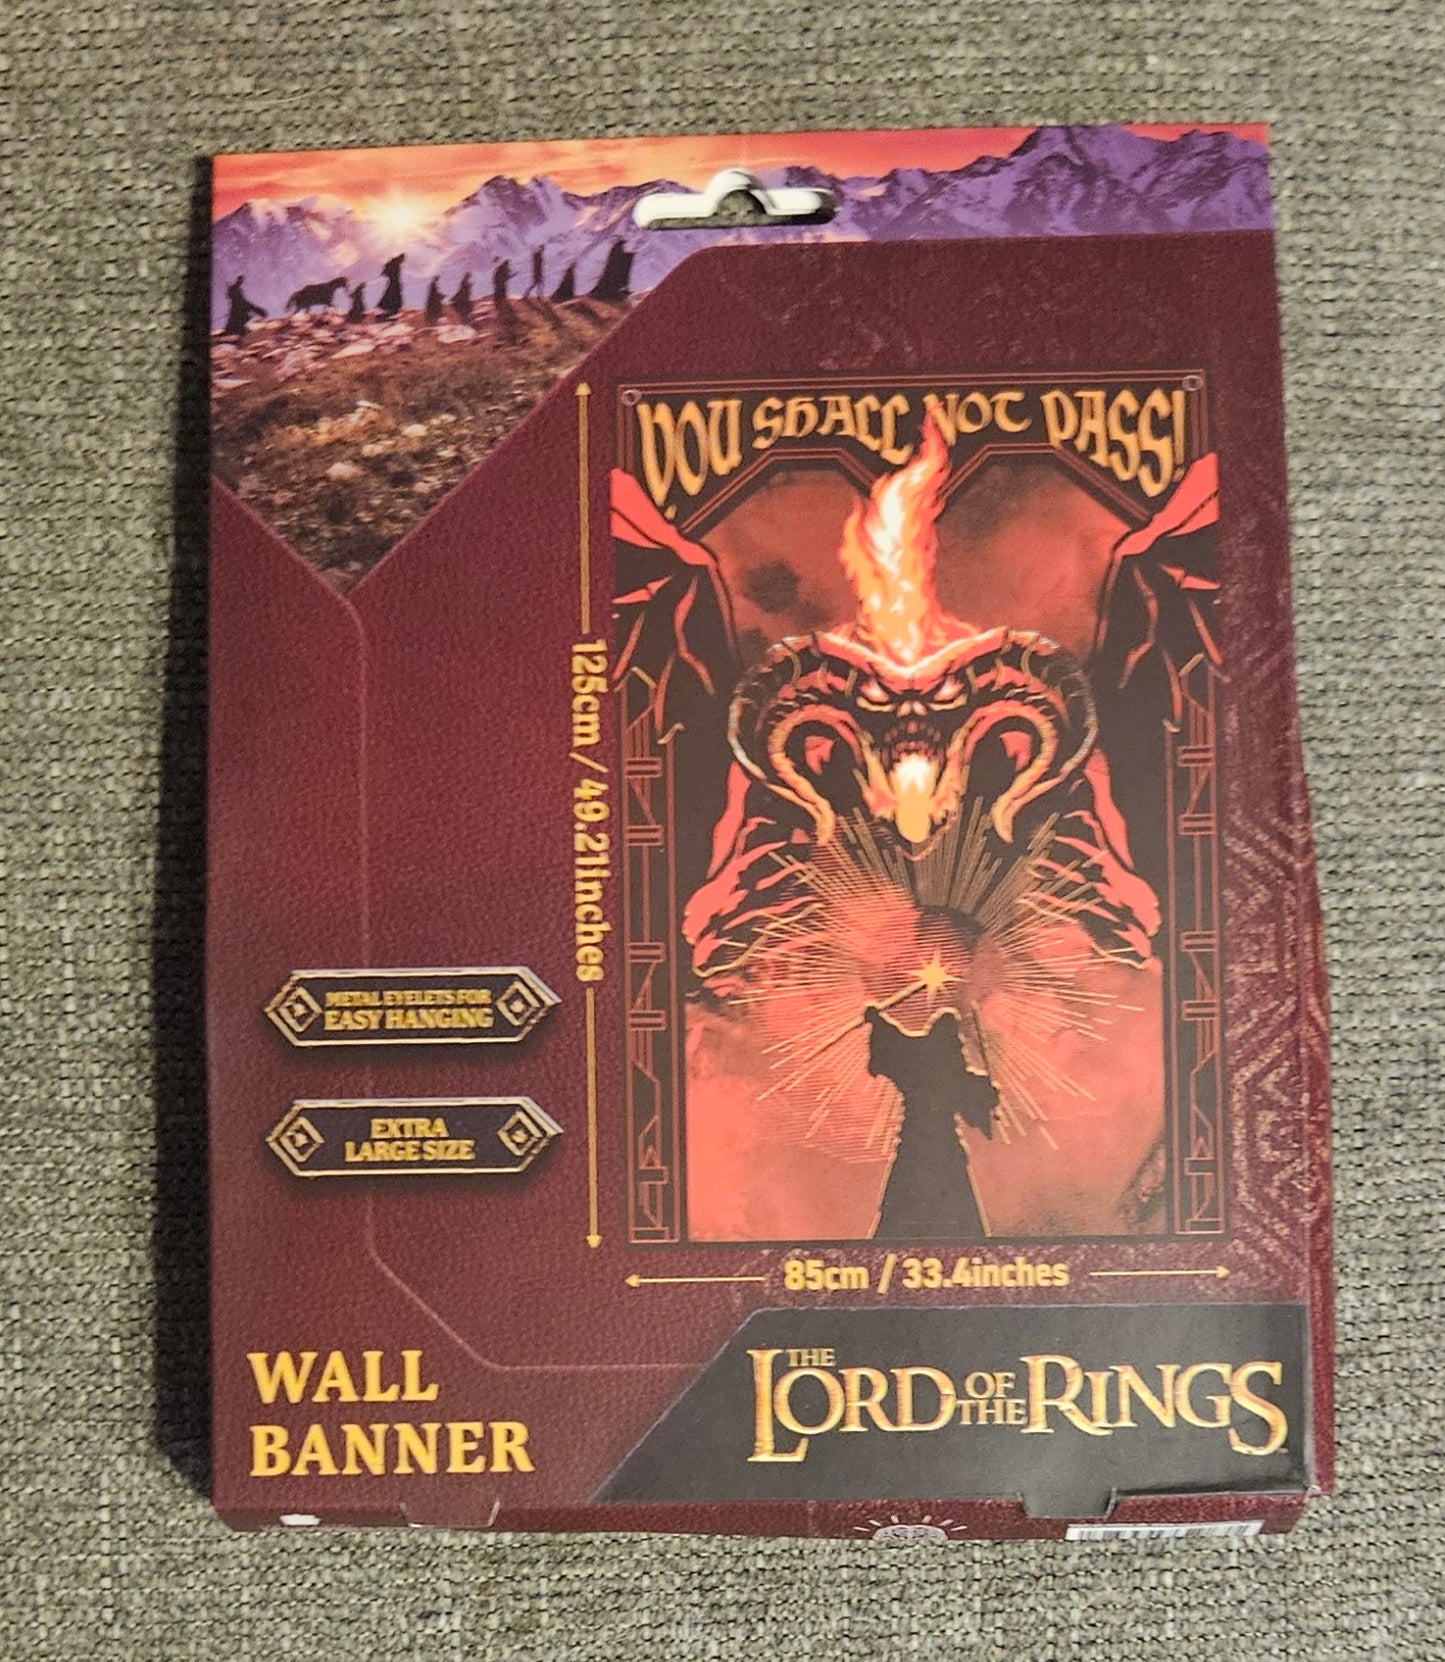 YOU SHALL NOT PASS!
125cm / 49.21inches
METAL EYELETS FOR
EASY HANGING
EXTRA
LARGE SIZE
85cm / 33.4inches
WALL
BANNER
THE
LORD OF THE RINGS